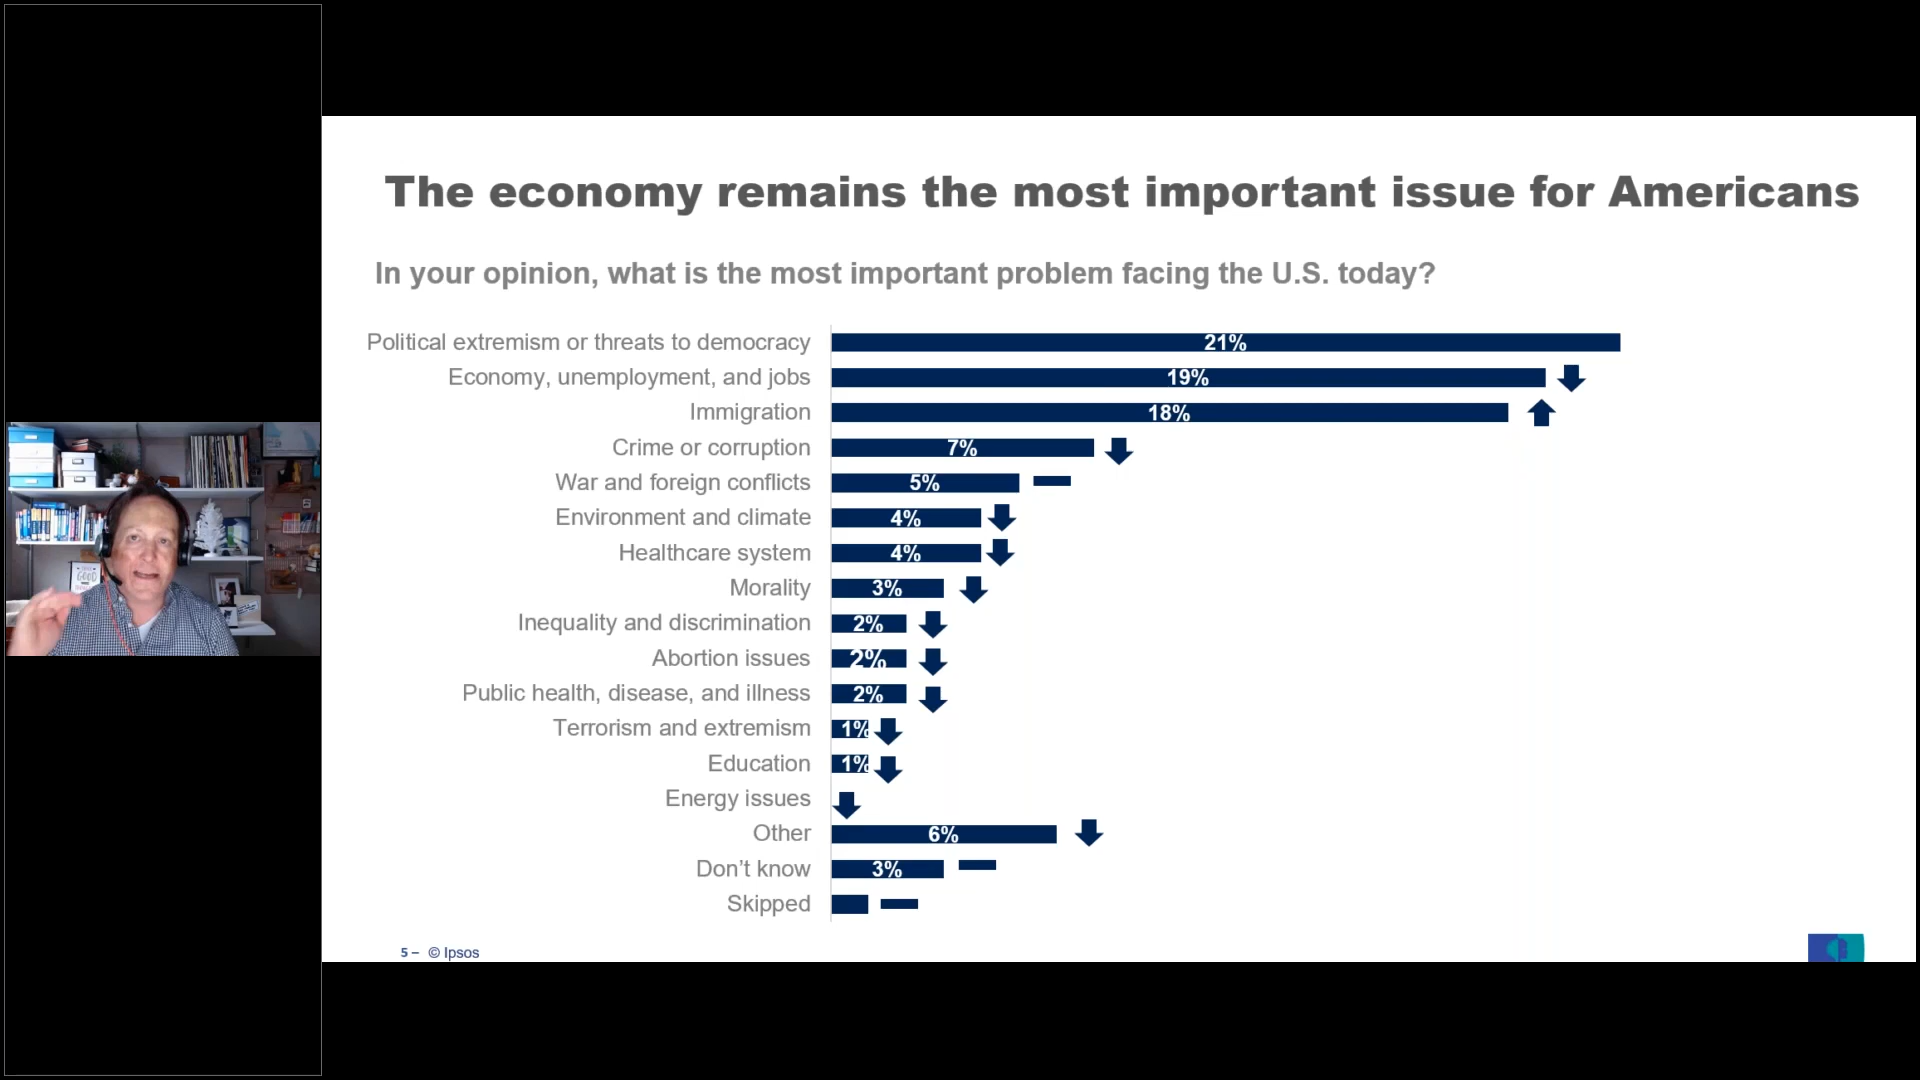 The economy remains the most important issue for Americans
In your opinion, what is the most important problem facing the U.S. today?
Political extremism or threats to democracy 21%
Economy, unemployment, and jobs 19%
Immigration 18%
Crime or corruption 7%
War and foreign conflicts 5%
Environment and climate 4%
Healthcare system 4%
Morality 3%
Inequality and discrimination 2%
Abortion issues 2%
Public health, disease, and illness 2%
Terrorism and extremism 1%
Education 1%
Energy issues
Other 6%
Don’t know 3%
Skipped
5 – © Ipsos
GOOD